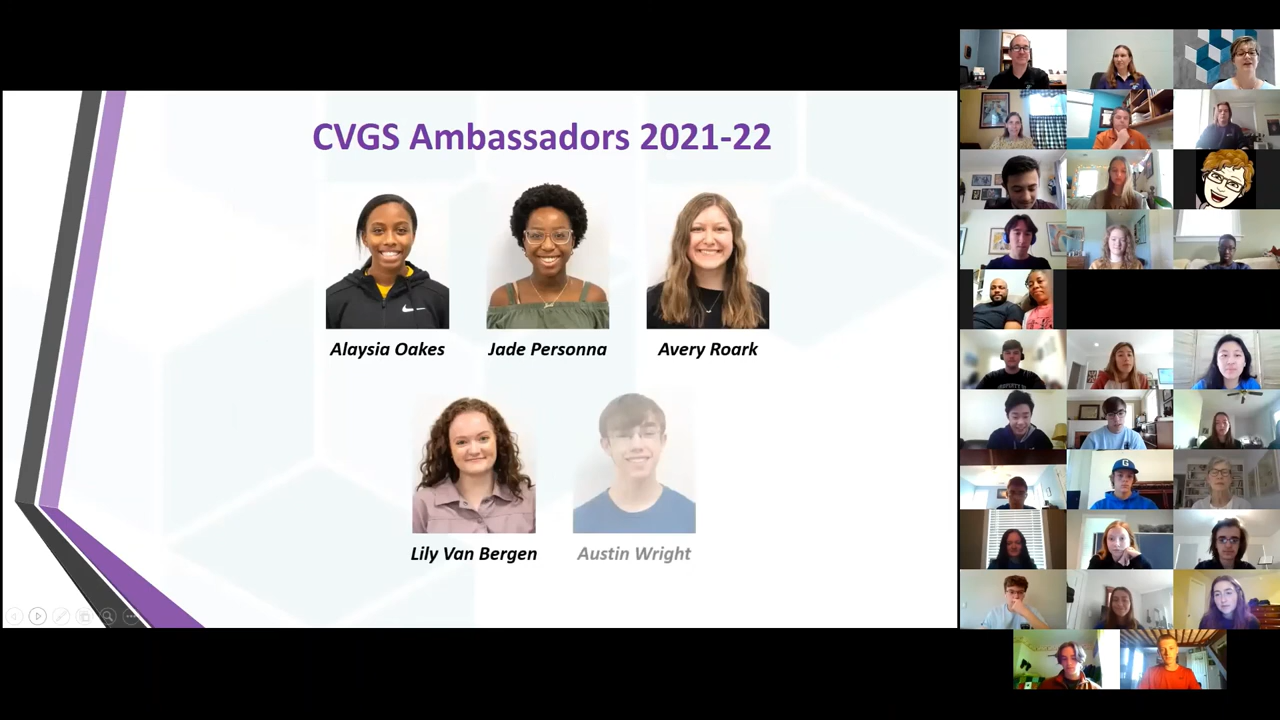 CVGS Ambassadors 2021-22
Alaysia Oakes
Jade Personna
Avery Roark
Lily Van Bergen
Austin Wright
G